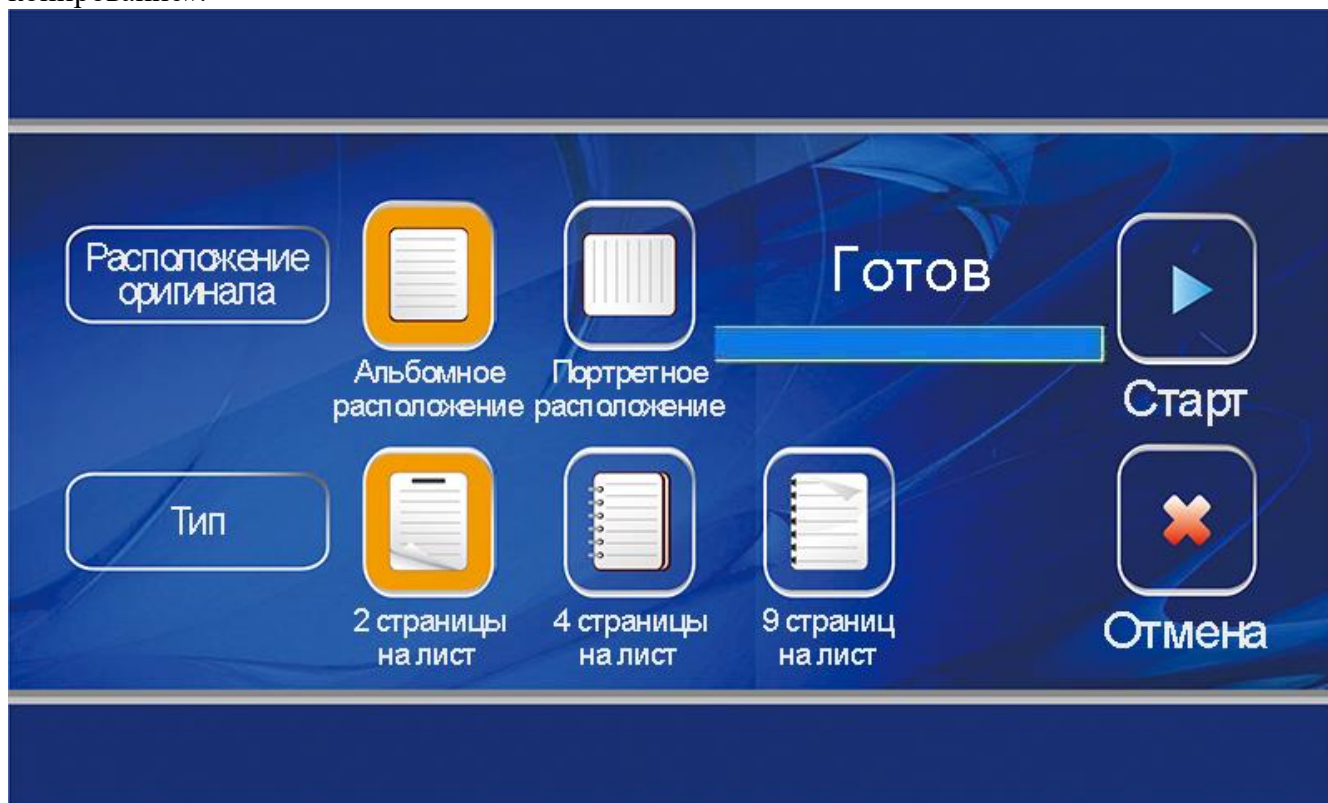 копированием.
Расположение
оригинала
Альбомное
расположение
Портретное
расположение
Готов
Старт
Тип
2 страницы
на лист
4 страницы
на лист
9 страниц
на лист
Отмена